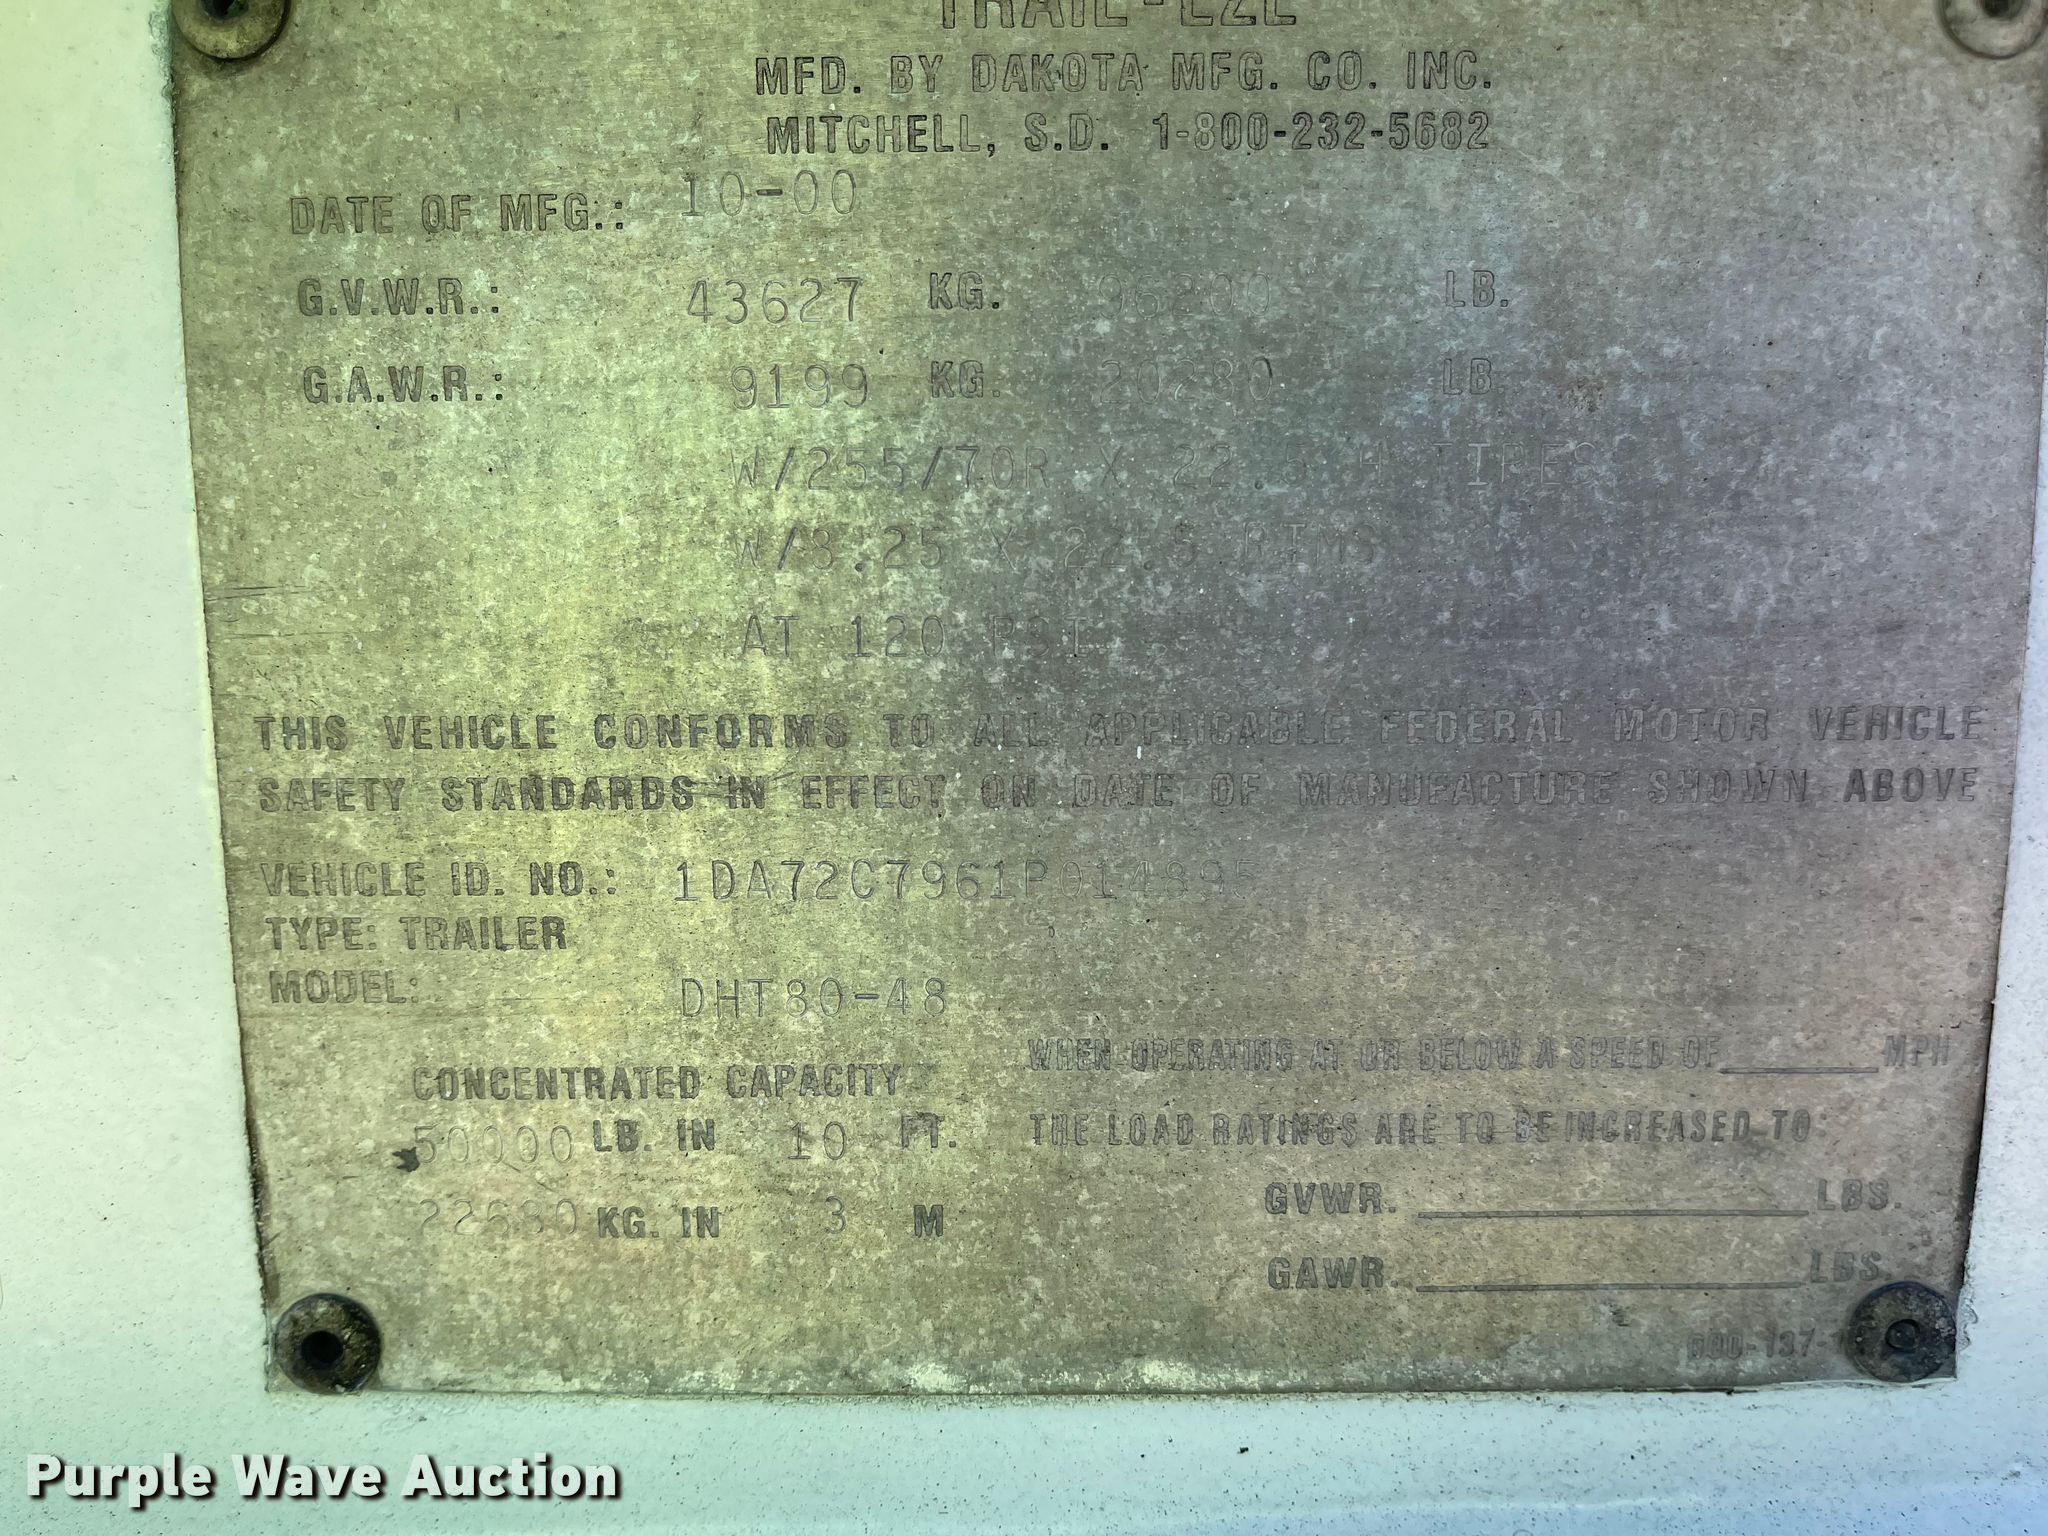 TRAIL-EZE
MFD. BY DAKOTA MFG. CO. INC.
MITCHELL, S.D. 1-800-232-5682
DATE OF MFG.: 10-00
G.V.W.R.: 43627 KG. 96200 LB.
G.A.W.R.: 9199 KG. 20280 LB.
W/255/70R X 22.5 H TIRES
W/8.25 X 22.5 RIMS
AT 120 PSI
THIS VEHICLE CONFORMS TO ALL APPLICABLE FEDERAL MOTOR VEHICLE
SAFETY STANDARDS IN EFFECT ON DATE OF MANUFACTURE SHOWN ABOVE
VEHICLE ID. NO.: 1DA72C7961P014895
TYPE: TRAILER
MODEL: DHT80-48
CONCENTRATED CAPACITY
50000 LB. IN 10 FT.
22680 KG. IN 3 M
WHEN OPERATING AT OR BELOW A SPEED OF MPH
THE LOAD RATINGS ARE TO BE INCREASED TO:
GVWR. LBS.
GAWR. LBS.
Purple Wave Auction